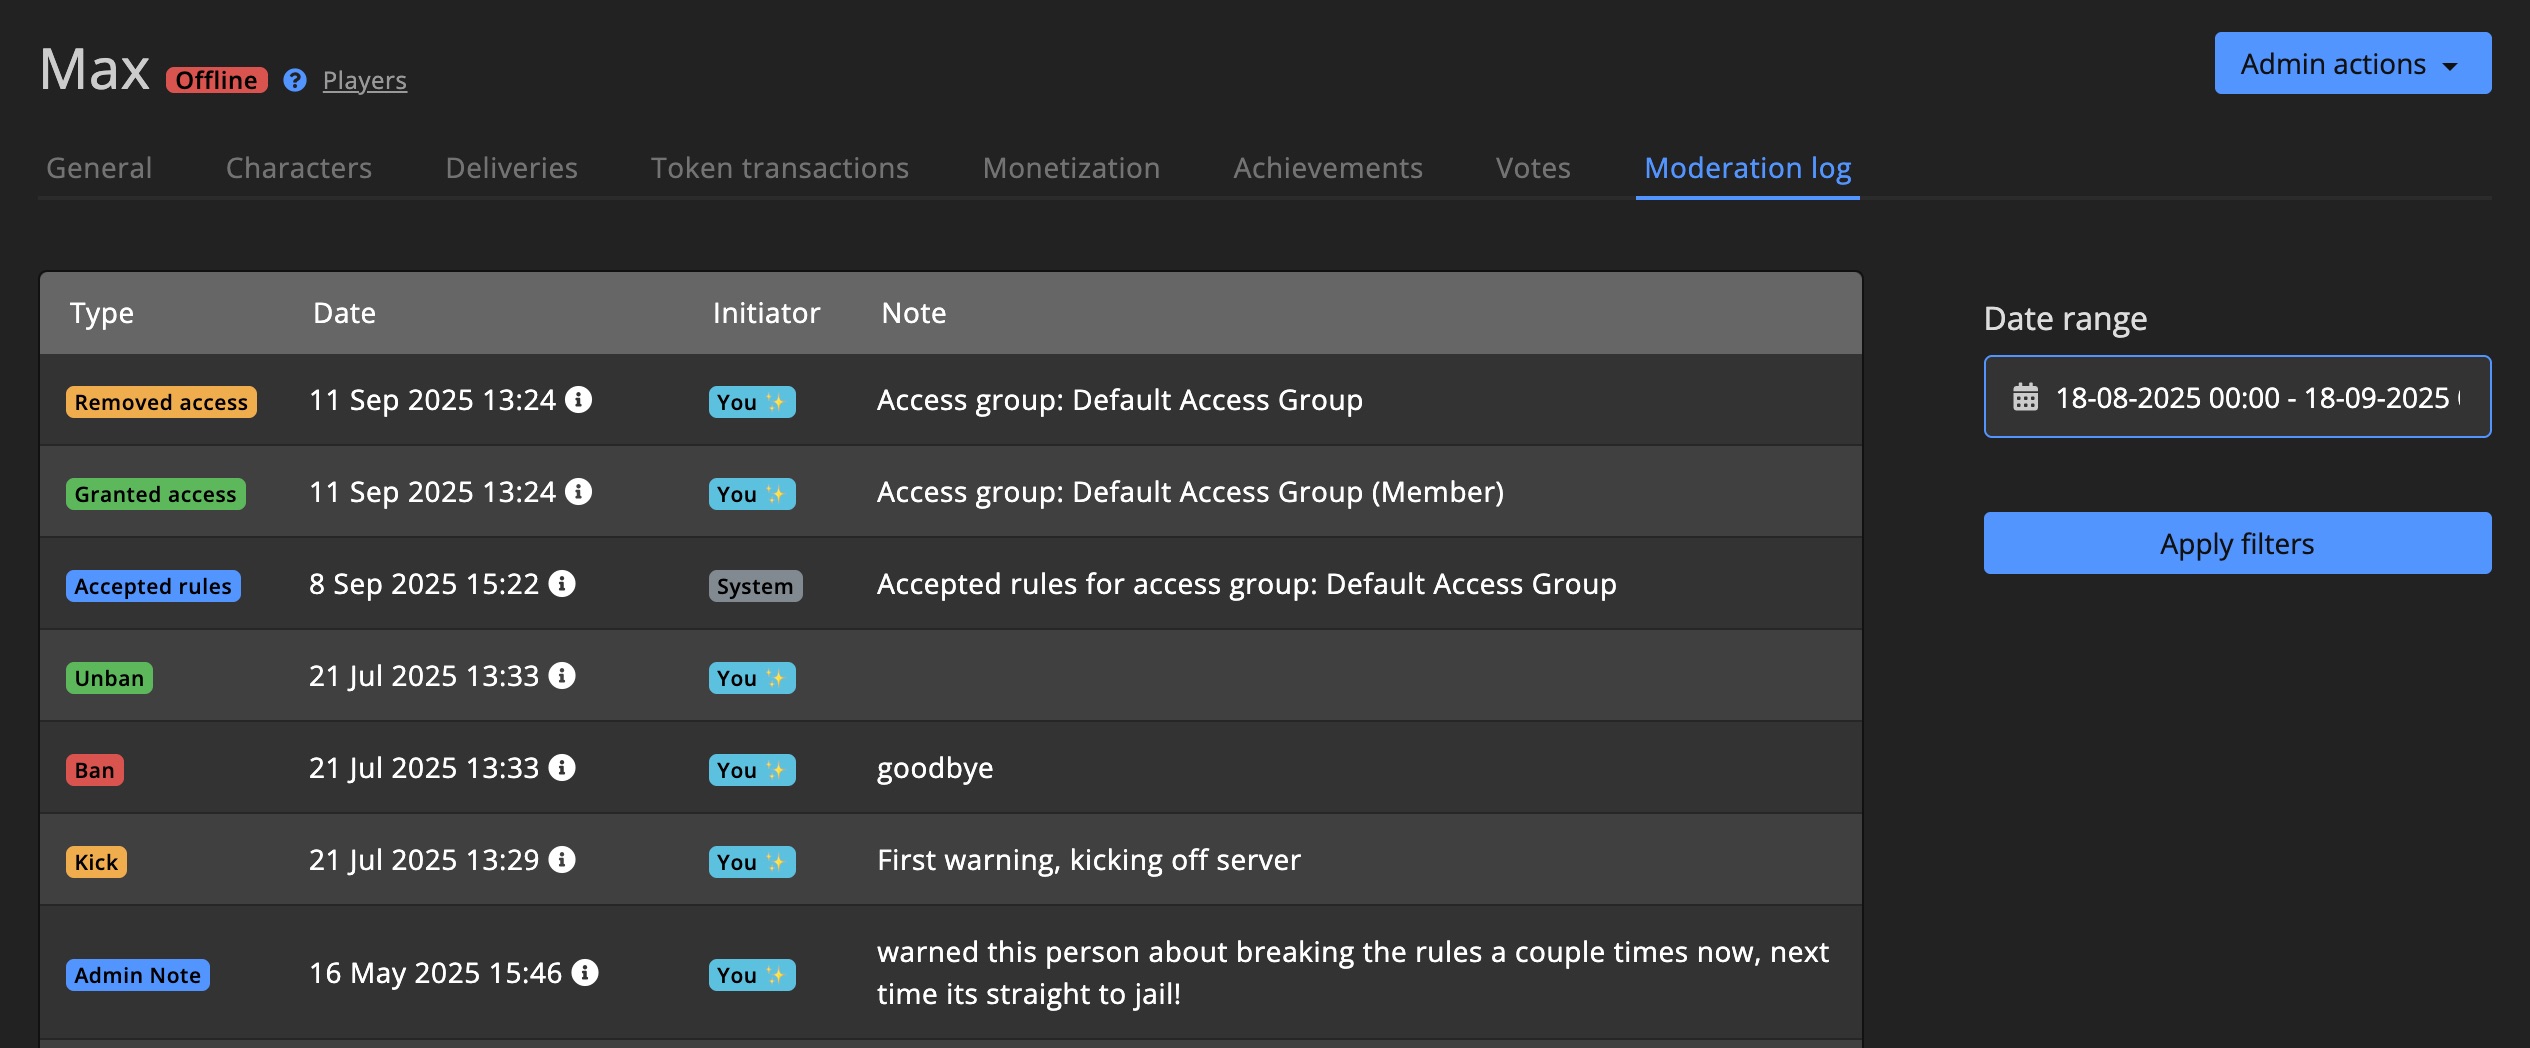 Max Offline Players
Admin actions
General Characters Deliveries Token transactions Monetization Achievements Votes Moderation log
Type Date Initiator Note
Removed access 11 Sep 2025 13:24 You ✨ Access group: Default Access Group
Granted access 11 Sep 2025 13:24 You ✨ Access group: Default Access Group (Member)
Accepted rules 8 Sep 2025 15:22 System Accepted rules for access group: Default Access Group
Unban 21 Jul 2025 13:33 You ✨
Ban 21 Jul 2025 13:33 You ✨ goodbye
Kick 21 Jul 2025 13:29 You ✨ First warning, kicking off server
Admin Note 16 May 2025 15:46 You ✨ warned this person about breaking the rules a couple times now, next
time its straight to jail!
Date range
18-08-2025 00:00 - 18-09-2025
Apply filters